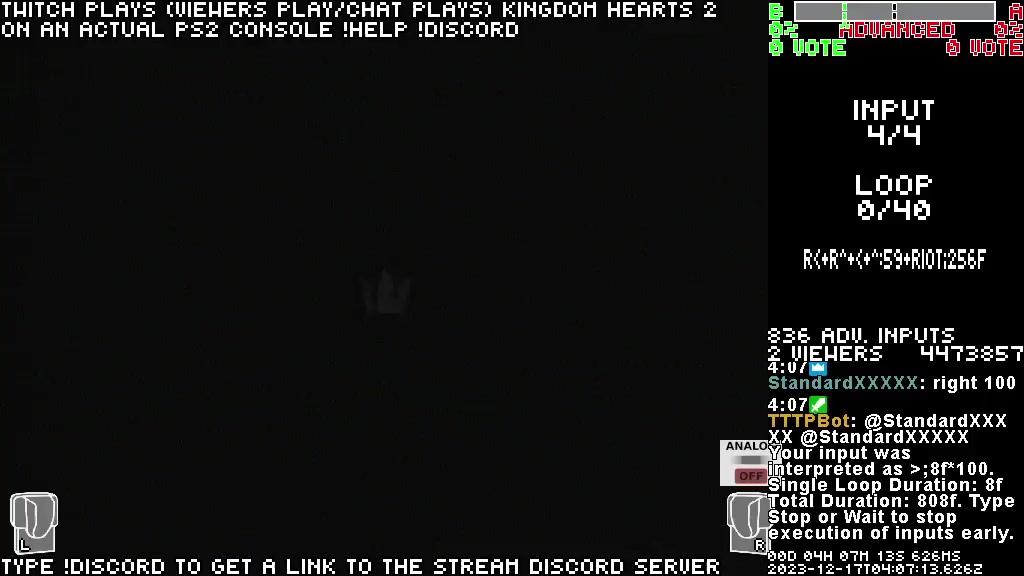 TWITCH PLAYS (VIEWERS PLAY/CHAT PLAYS) KINGDOM HEARTS 2
ON AN ACTUAL PS2 CONSOLE !HELP !DISCORD
B A
0% ADVANCED 0%
0 VOTE 0 VOTE
INPUT
4/4
LOOP
0/40
R<+R^+<+^:59+RIOT:256F
836 ADV. INPUTS
2 VIEWERS 4473857
4:07
StandardXXXXX: right 100
4:07
TTTPBot: @StandardXXX
XX @StandardXXXXX
Your input was
interpreted as >;8f*100.
Single Loop Duration: 8f
Total Duration: 808f. Type
Stop or Wait to stop
execution of inputs early.
ANALO
OFF
L
R
00D 04H 07M 13S 626MS
2023-12-17T04:07:13.626Z
TYPE !DISCORD TO GET A LINK TO THE STREAM DISCORD SERVER